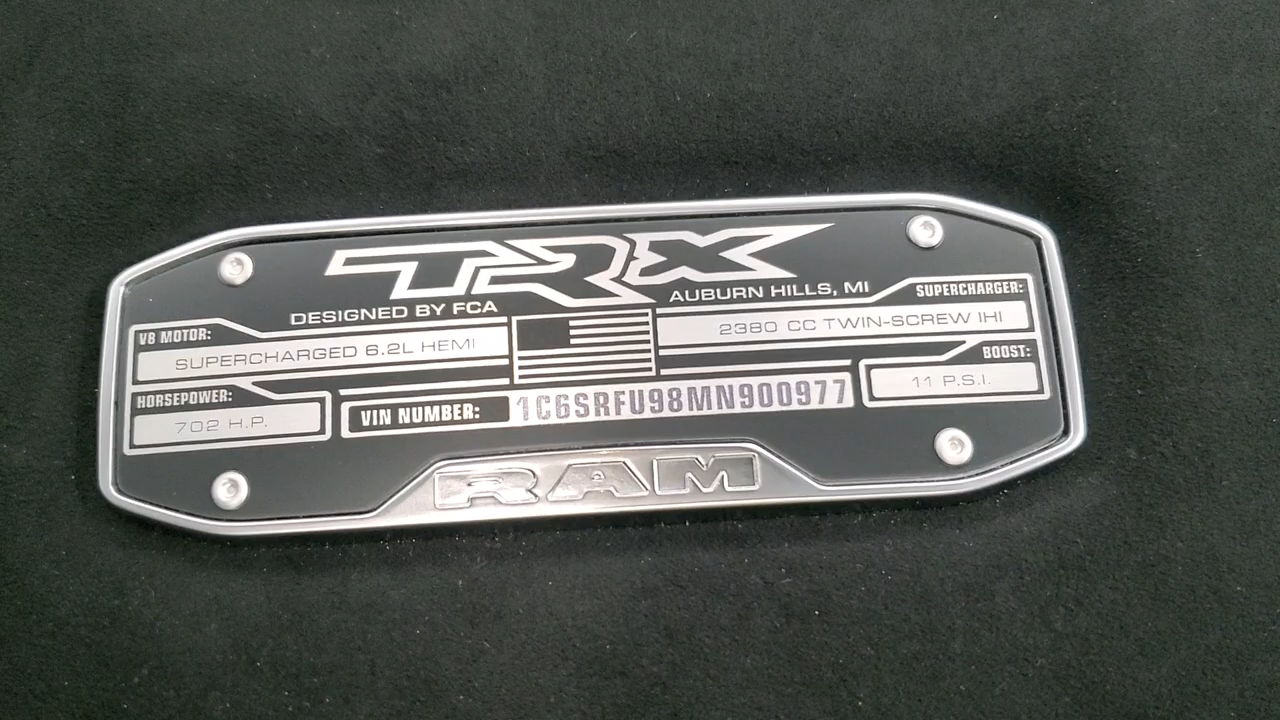 TRX
DESIGNED BY FCA
AUBURN HILLS, MI
V8 MOTOR:
SUPERCHARGED 6.2L HEMI
SUPERCHARGER:
2380 CC TWIN-SCREW IHI
HORSEPOWER:
702 H.P.
VIN NUMBER: 1C6SRFU98MN900977
BOOST:
11 P.S.I.
RAM